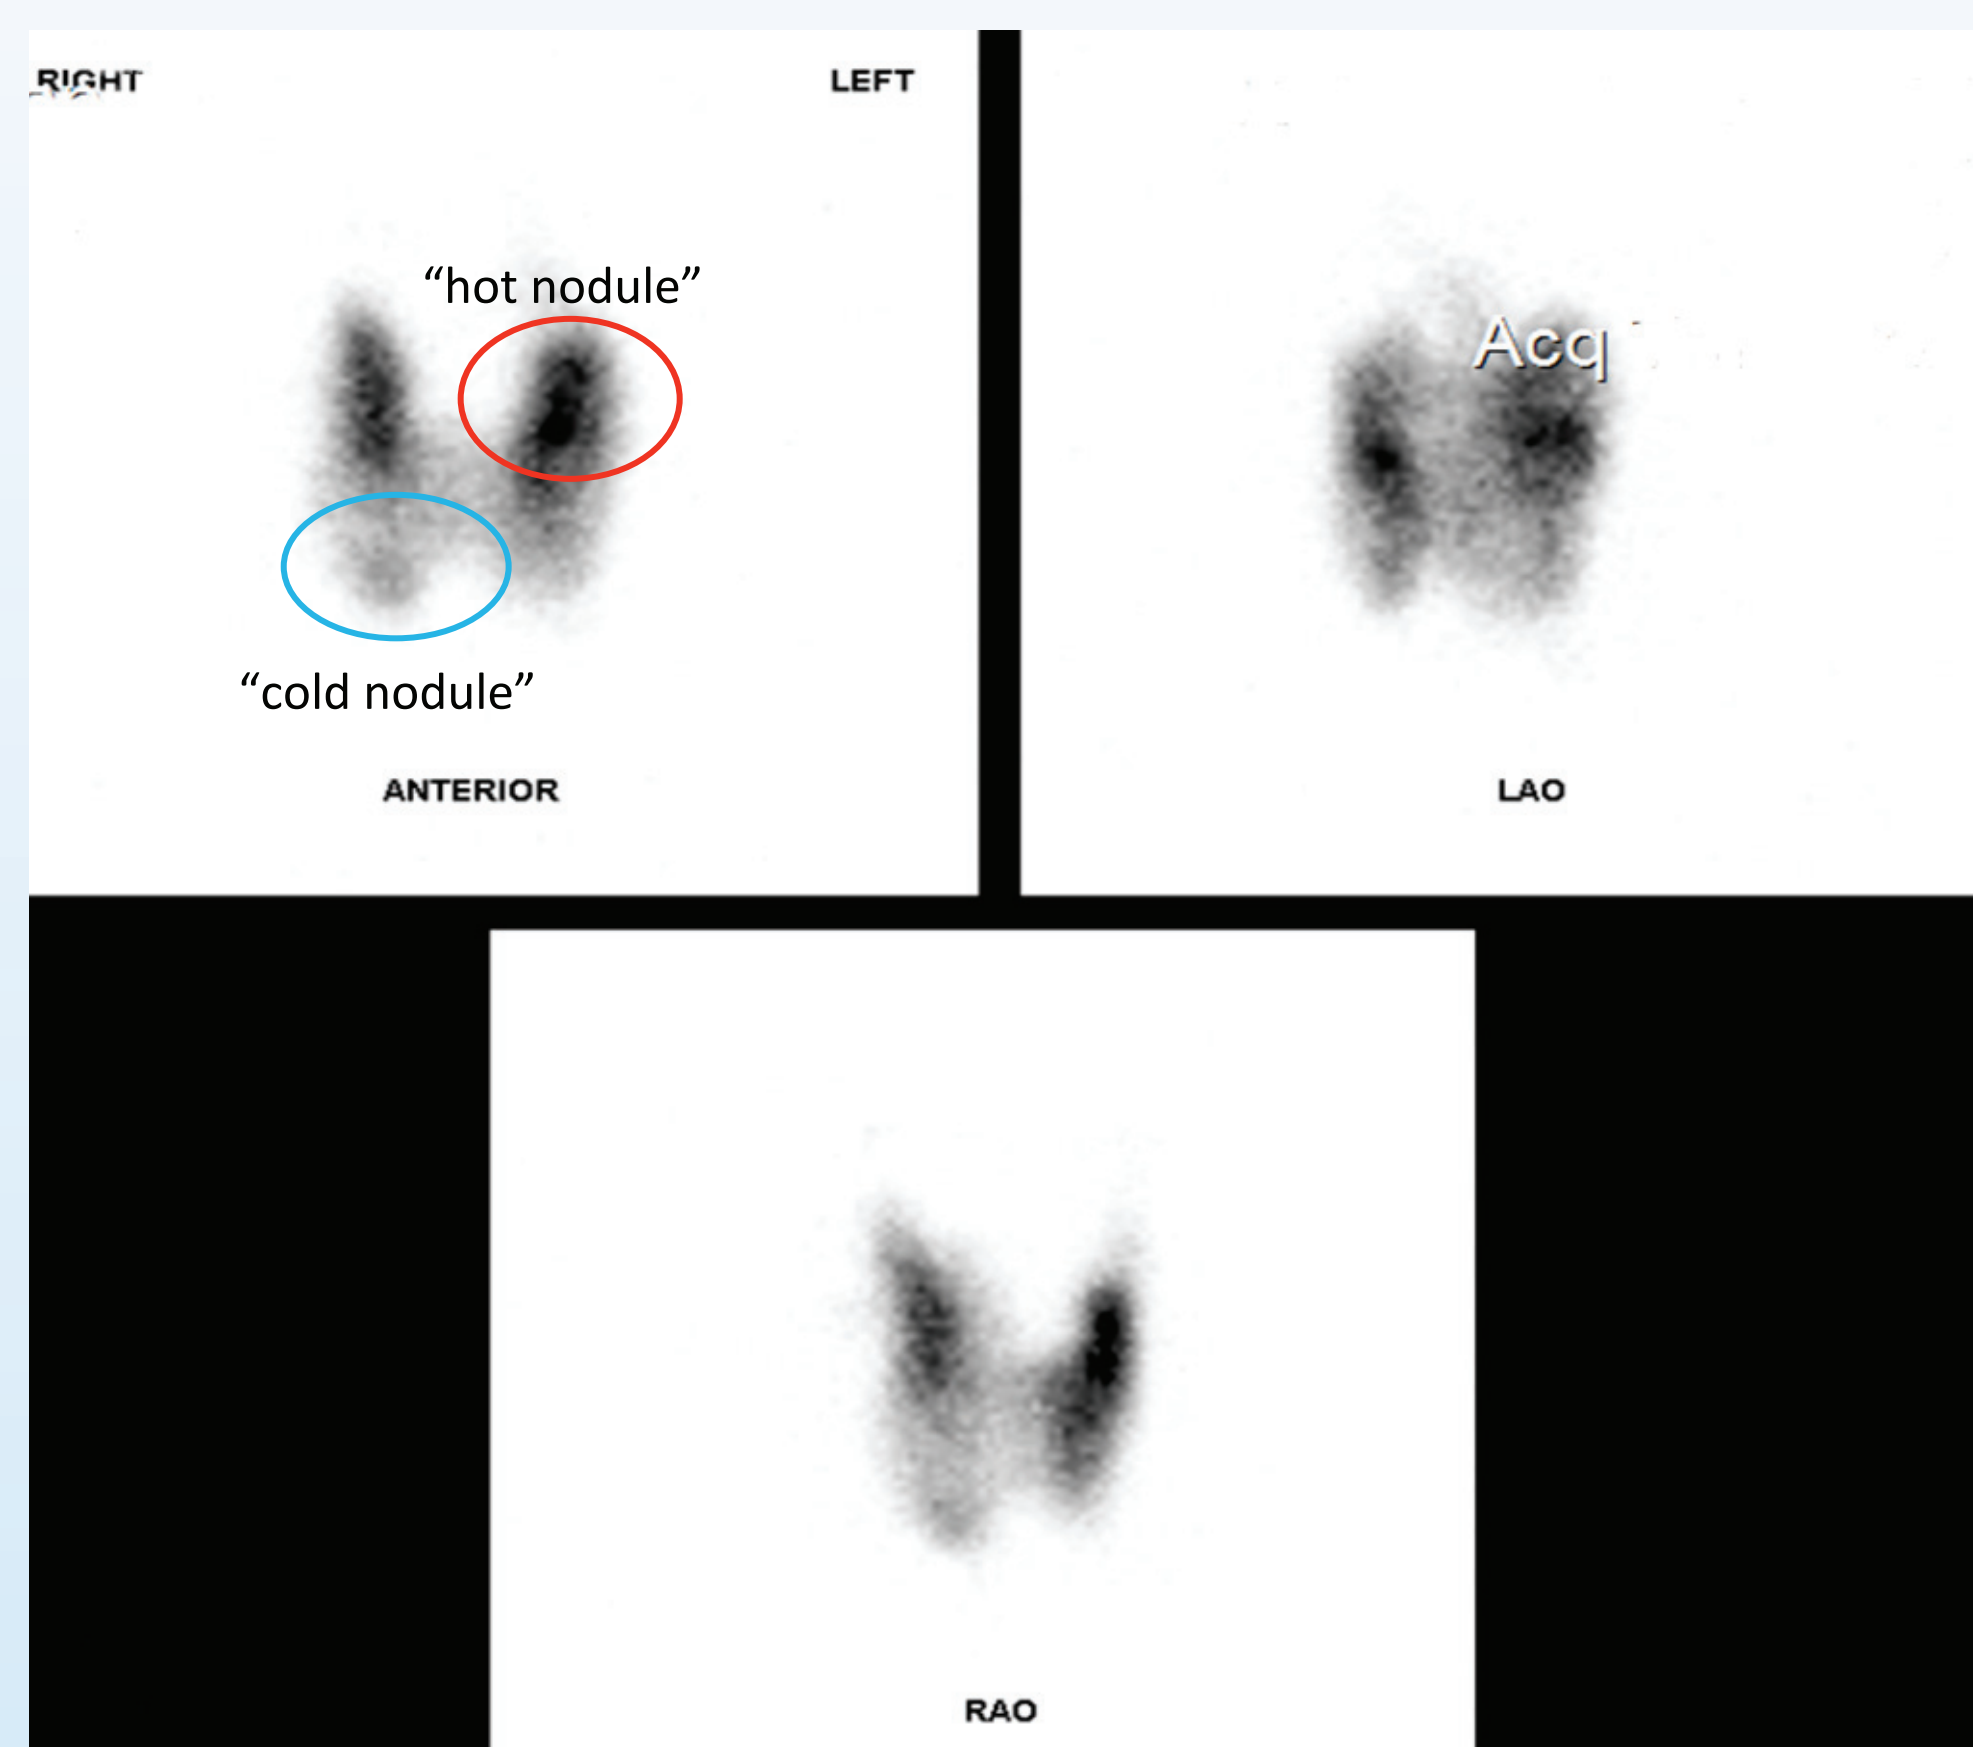 RIGHT LEFT
“hot nodule”
Acq
“cold nodule”
ANTERIOR
LAO
RAO